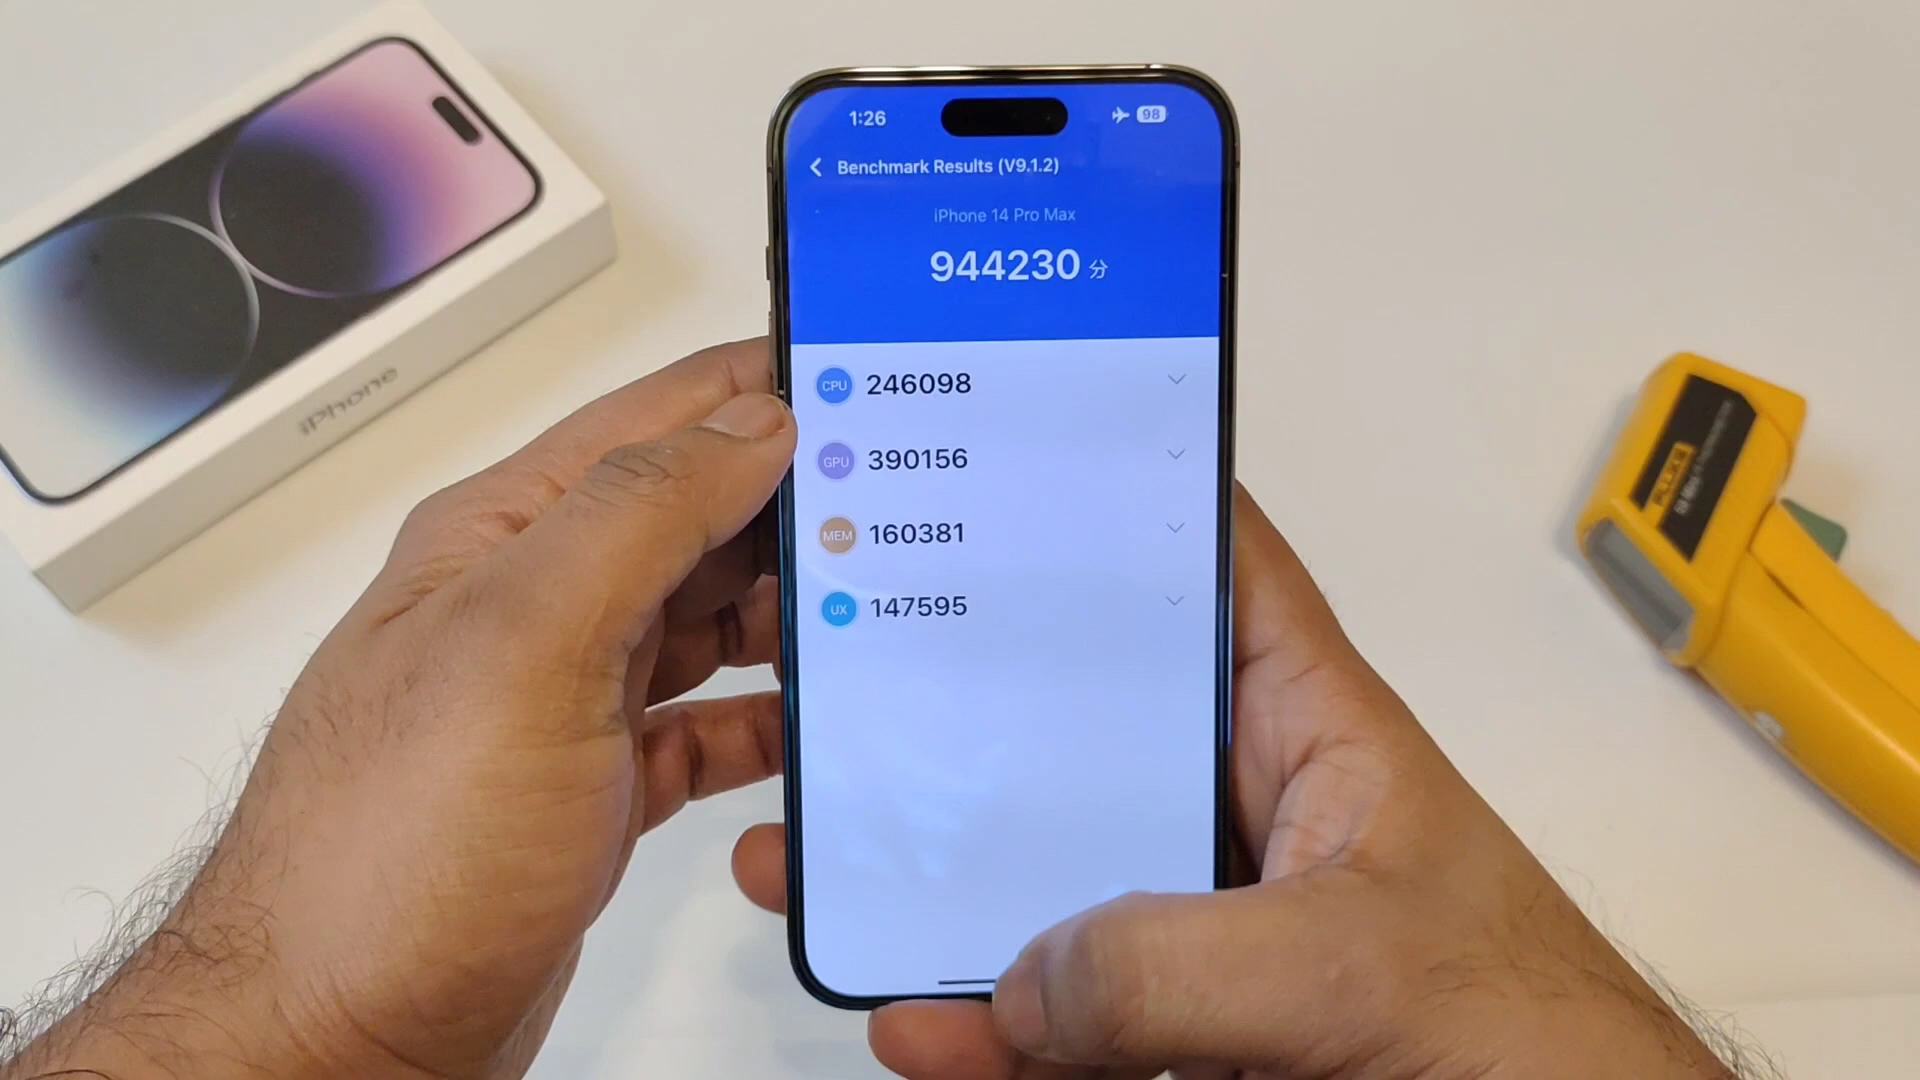 1:26
98
Benchmark Results (V9.1.2)
iPhone 14 Pro Max
944230 分
CPU 246098
GPU 390156
MEM 160381
UX 147595
iPhone
FLUKE